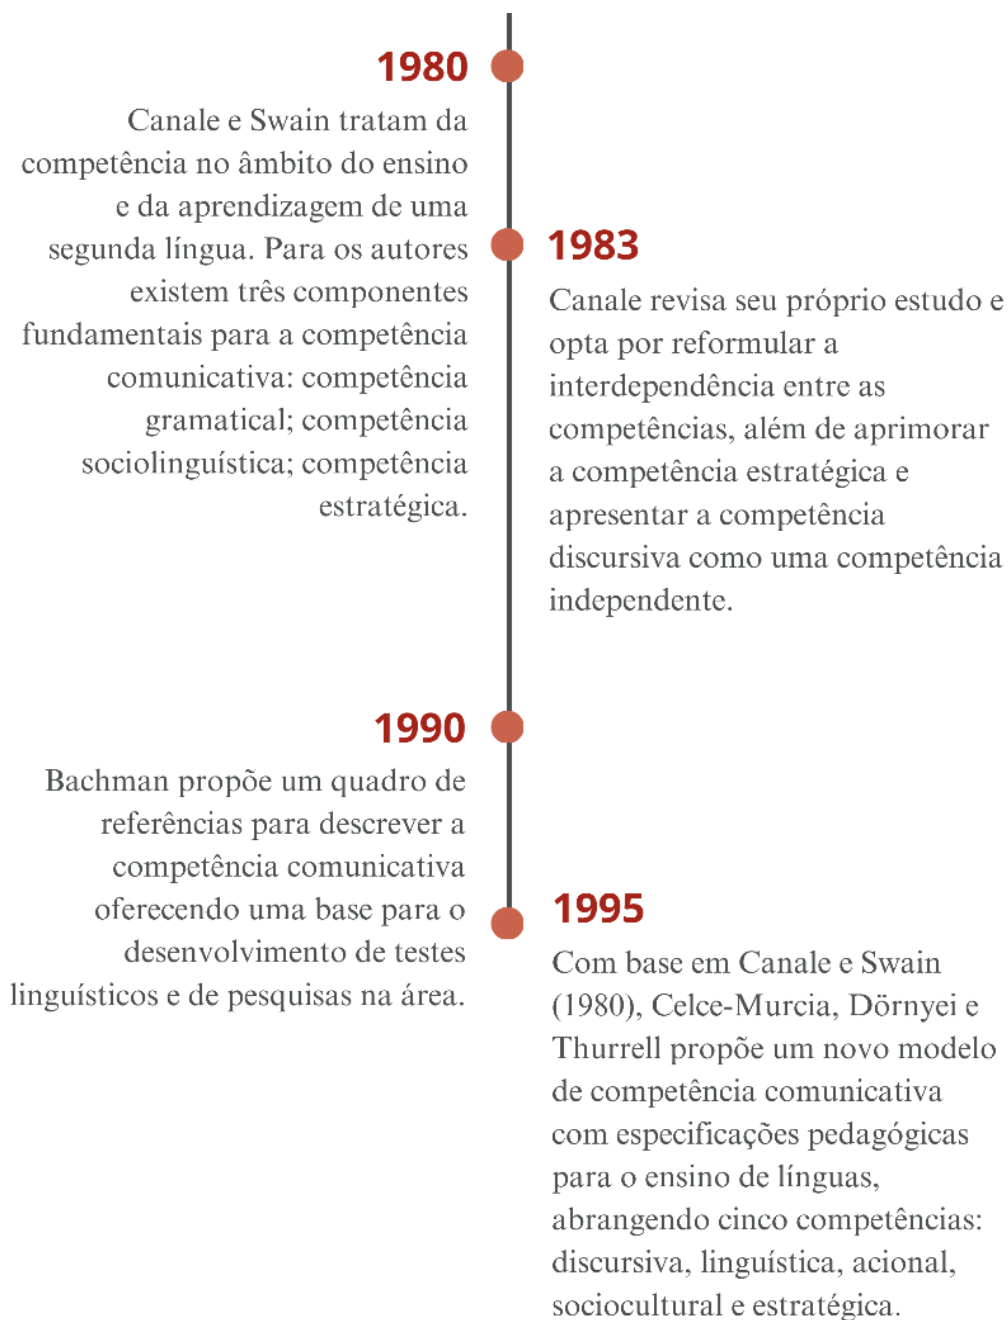 1980
Canale e Swain tratam da
competência no âmbito do ensino
e da aprendizagem de uma
segunda língua. Para os autores
existem três componentes
fundamentais para a competência
comunicativa: competência
gramatical; competência
sociolinguística; competência
estratégica.
1983
Canale revisa seu próprio estudo e
opta por reformular a
interdependência entre as
competências, além de aprimorar
a competência estratégica e
apresentar a competência
discursiva como uma competência
independente.
1990
Bachman propõe um quadro de
referências para descrever a
competência comunicativa
oferecendo uma base para o
desenvolvimento de testes
linguísticos e de pesquisas na área.
1995
Com base em Canale e Swain
(1980), Celce-Murcia, Dörnyei e
Thurrell propõe um novo modelo
de competência comunicativa
com especificações pedagógicas
para o ensino de línguas,
abrangendo cinco competências:
discursiva, linguística, acional,
sociocultural e estratégica.